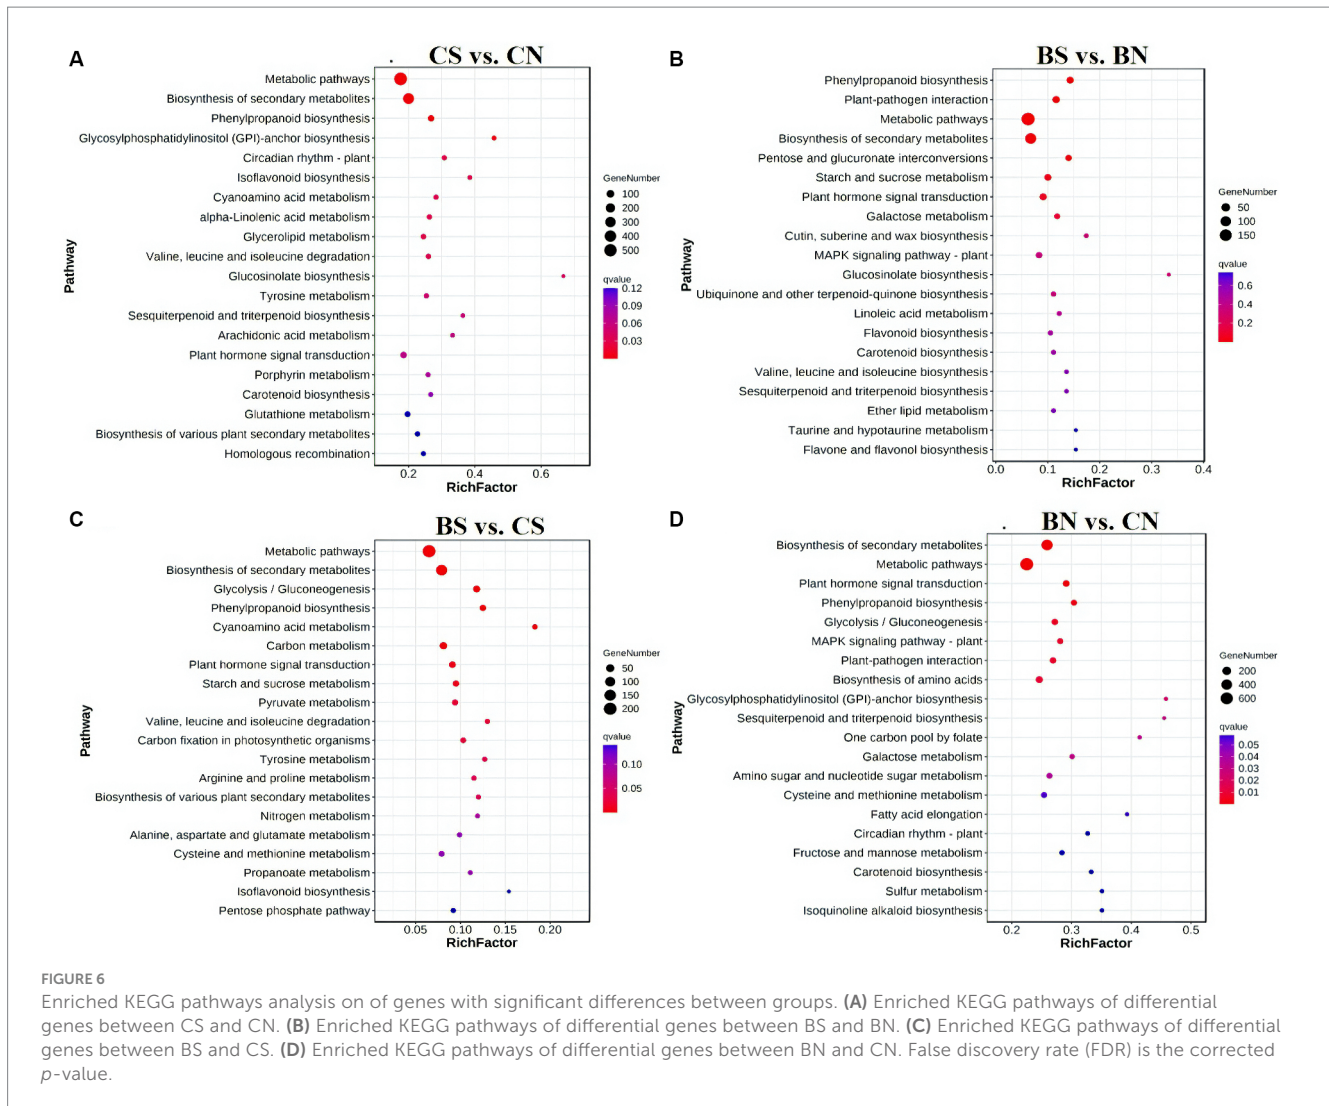 A
CS vs. CN
Metabolic pathways
Biosynthesis of secondary metabolites
Phenylpropanoid biosynthesis
Glycosylphosphatidylinositol (GPI)-anchor biosynthesis
Circadian rhythm - plant
Isoflavonoid biosynthesis
Cyanoamino acid metabolism
alpha-Linolenic acid metabolism
Glycerolipid metabolism
Valine, leucine and isoleucine degradation
Glucosinolate biosynthesis
Tyrosine metabolism
Sesquiterpenoid and triterpenoid biosynthesis
Arachidonic acid metabolism
Plant hormone signal transduction
Porphyrin metabolism
Carotenoid biosynthesis
Glutathione metabolism
Biosynthesis of various plant secondary metabolites
Homologous recombination
Pathway
0.2 0.4 0.6
RichFactor
GeneNumber
100
200
300
400
500
qvalue
0.12
0.09
0.06
0.03
B
BS vs. BN
Phenylpropanoid biosynthesis
Plant-pathogen interaction
Metabolic pathways
Biosynthesis of secondary metabolites
Pentose and glucuronate interconversions
Starch and sucrose metabolism
Plant hormone signal transduction
Galactose metabolism
Cutin, suberine and wax biosynthesis
MAPK signaling pathway - plant
Glucosinolate biosynthesis
Ubiquinone and other terpenoid-quinone biosynthesis
Linoleic acid metabolism
Flavonoid biosynthesis
Carotenoid biosynthesis
Valine, leucine and isoleucine biosynthesis
Sesquiterpenoid and triterpenoid biosynthesis
Ether lipid metabolism
Taurine and hypotaurine metabolism
Flavone and flavonol biosynthesis
Pathway
0.0 0.1 0.2 0.3 0.4
RichFactor
GeneNumber
50
100
150
qvalue
0.6
0.4
0.2
C
BS vs. CS
Metabolic pathways
Biosynthesis of secondary metabolites
Glycolysis / Gluconeogenesis
Phenylpropanoid biosynthesis
Cyanoamino acid metabolism
Carbon metabolism
Plant hormone signal transduction
Starch and sucrose metabolism
Pyruvate metabolism
Valine, leucine and isoleucine degradation
Carbon fixation in photosynthetic organisms
Tyrosine metabolism
Arginine and proline metabolism
Biosynthesis of various plant secondary metabolites
Nitrogen metabolism
Alanine, aspartate and glutamate metabolism
Cysteine and methionine metabolism
Propanoate metabolism
Isoflavonoid biosynthesis
Pentose phosphate pathway
Pathway
0.05 0.10 0.15 0.20
RichFactor
GeneNumber
50
100
150
200
qvalue
0.10
0.05
D
BN vs. CN
Biosynthesis of secondary metabolites
Metabolic pathways
Plant hormone signal transduction
Phenylpropanoid biosynthesis
Glycolysis / Gluconeogenesis
MAPK signaling pathway - plant
Plant-pathogen interaction
Biosynthesis of amino acids
Glycosylphosphatidylinositol (GPI)-anchor biosynthesis
Sesquiterpenoid and triterpenoid biosynthesis
One carbon pool by folate
Galactose metabolism
Amino sugar and nucleotide sugar metabolism
Cysteine and methionine metabolism
Fatty acid elongation
Circadian rhythm - plant
Fructose and mannose metabolism
Carotenoid biosynthesis
Sulfur metabolism
Isoquinoline alkaloid biosynthesis
Pathway
0.2 0.3 0.4 0.5
RichFactor
GeneNumber
200
400
600
qvalue
0.05
0.04
0.03
0.02
0.01
FIGURE 6
Enriched KEGG pathways analysis on of genes with significant differences between groups. (A) Enriched KEGG pathways of differential
genes between CS and CN. (B) Enriched KEGG pathways of differential genes between BS and BN. (C) Enriched KEGG pathways of differential
genes between BS and CS. (D) Enriched KEGG pathways of differential genes between BN and CN. False discovery rate (FDR) is the corrected
p-value.